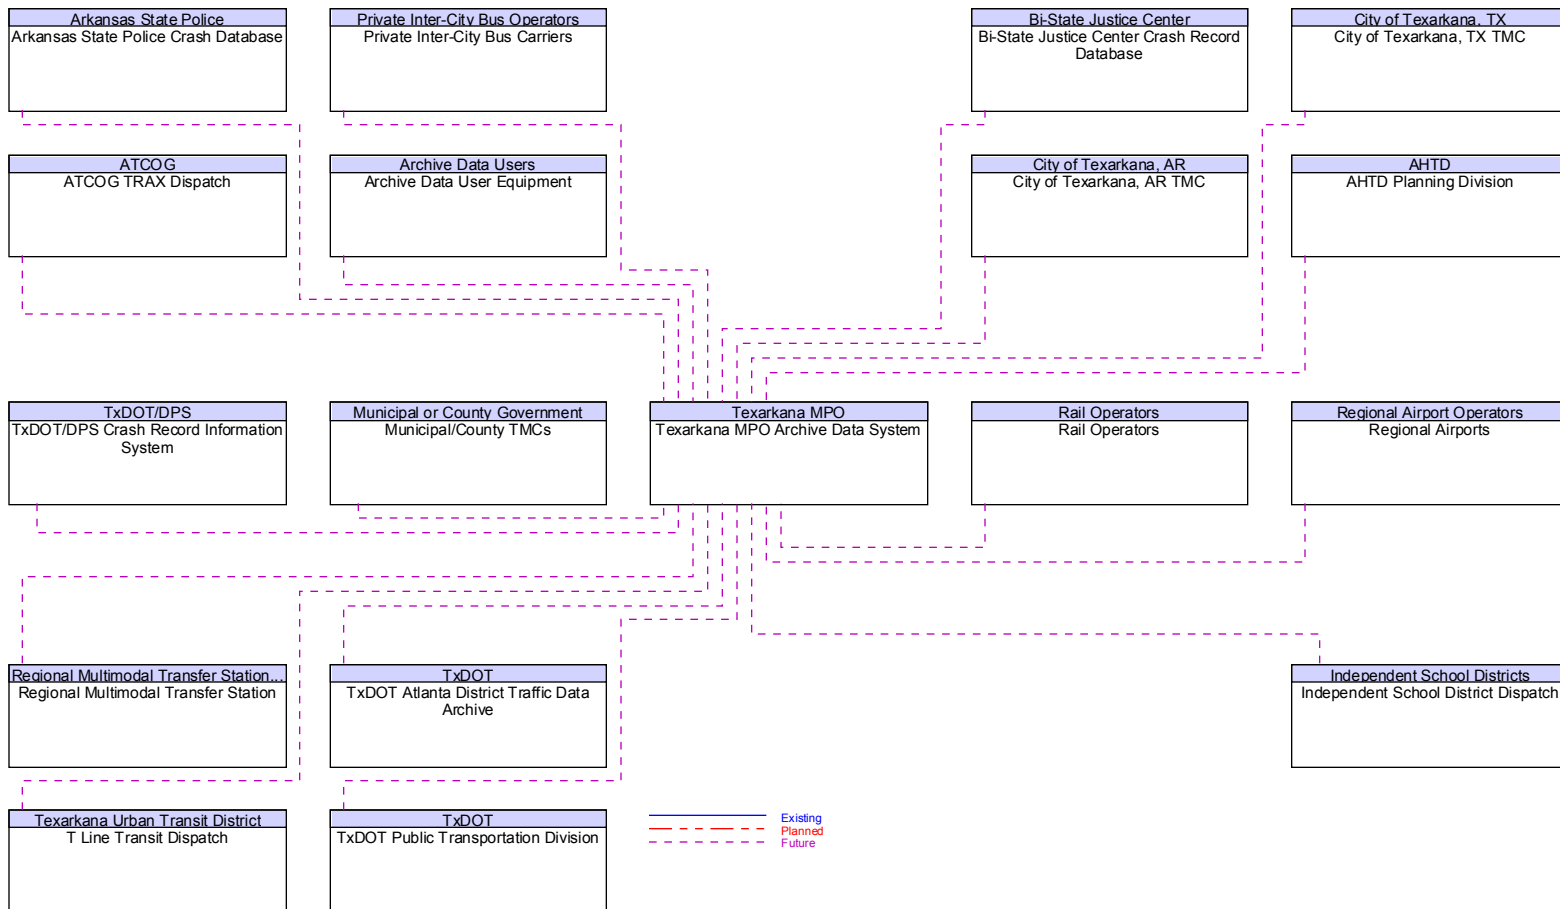 Arkansas State Police
Arkansas State Police Crash Database
Private Inter-City Bus Operators
Private Inter-City Bus Carriers
Bi-State Justice Center
Bi-State Justice Center Crash Record
Database
City of Texarkana, TX
City of Texarkana, TX TMC
ATCOG
ATCOG TRAX Dispatch
Archive Data Users
Archive Data User Equipment
City of Texarkana, AR
City of Texarkana, AR TMC
AHTD
AHTD Planning Division
TxDOT/DPS
TxDOT/DPS Crash Record Information
System
Municipal or County Government
Municipal/County TMCs
Texarkana MPO
Texarkana MPO Archive Data System
Rail Operators
Rail Operators
Regional Airport Operators
Regional Airports
Regional Multimodal Transfer Station...
Regional Multimodal Transfer Station
TxDOT
TxDOT Atlanta District Traffic Data
Archive
Independent School Districts
Independent School District Dispatch
Texarkana Urban Transit District
T Line Transit Dispatch
TxDOT
TxDOT Public Transportation Division
Existing
Planned
Future